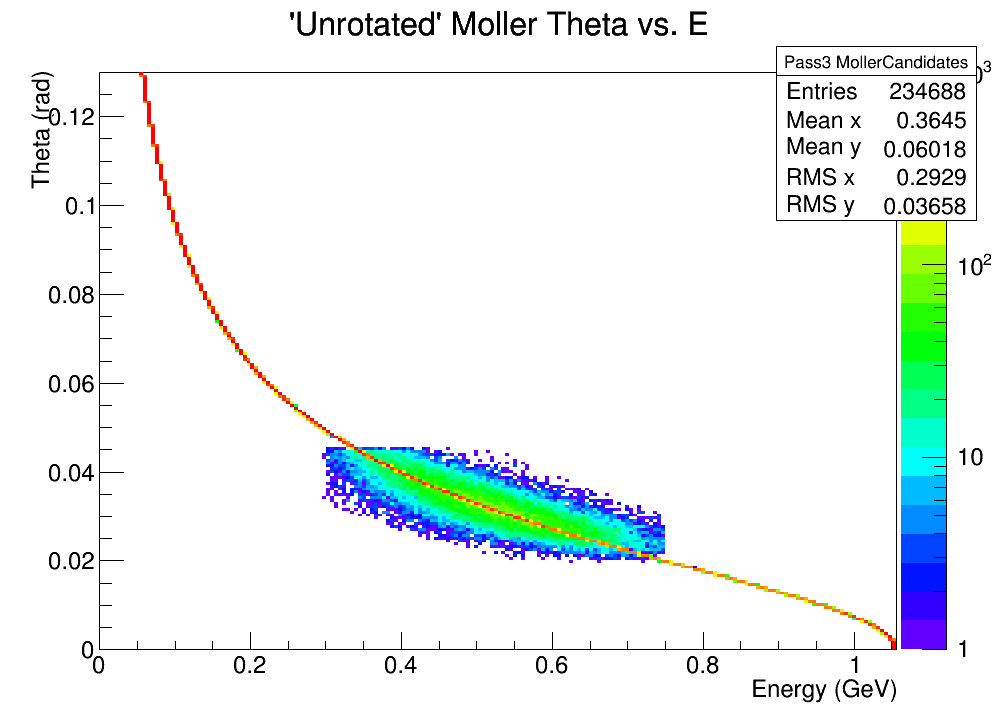 'Unrotated' Moller Theta vs. E
Pass3 MollerCandidates
Entries 234688
Mean x 0.3645
Mean y 0.06018
RMS x 0.2929
RMS y 0.03658
Theta (rad)
0.12
0.1
0.08
0.06
0.04
0.02
0
0 0.2 0.4 0.6 0.8 1
Energy (GeV)
10²
10
1